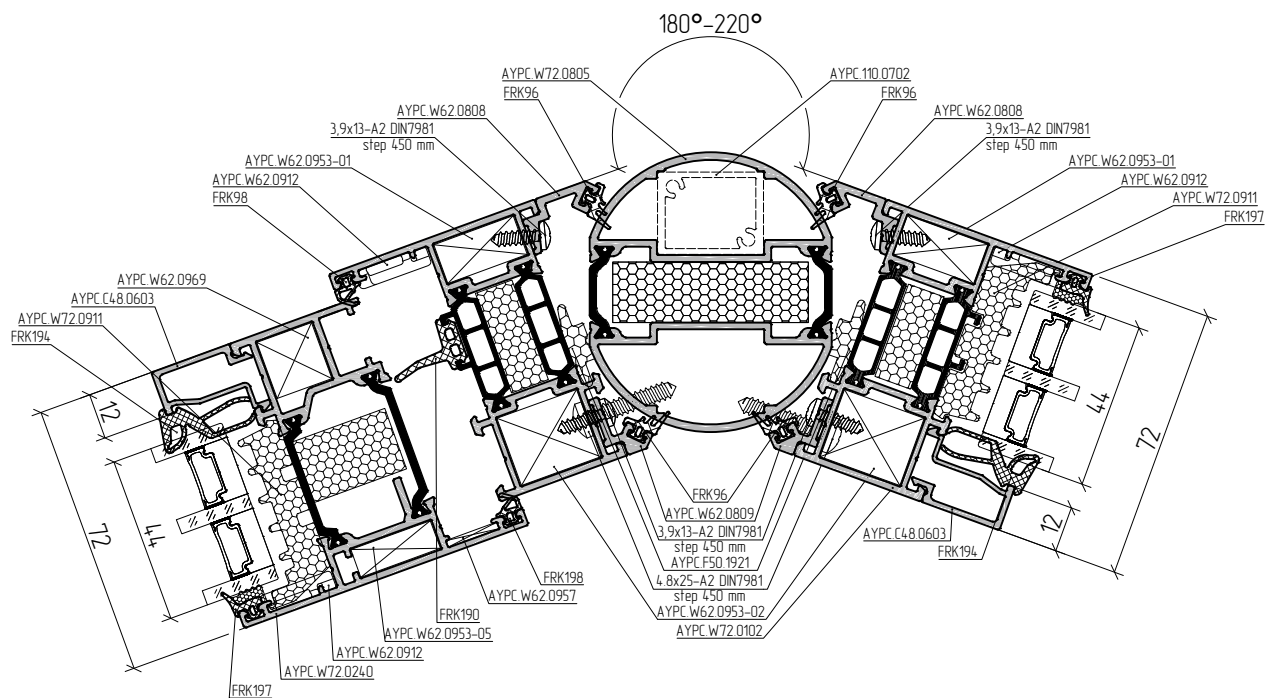 180°-220°
AYPC.W72.0805
FRK96
AYPC.W62.0808
3,9x13-A2 DIN7981
step 450 mm
AYPC.W62.0953-01
AYPC.W62.0912
FRK98
AYPC.W62.0969
AYPC.C48.0603
AYPC.W72.0911
FRK194
AYPC.110.0702
FRK96
AYPC.W62.0808
3,9x13-A2 DIN7981
step 450 mm
AYPC.W62.0953-01
AYPC.W62.0912
AYPC.W72.0911
FRK197
12
44
72
44
72
12
FRK96
AYPC.W62.0809
3,9x13-A2 DIN7981
step 450 mm
AYPC.F50.1921
4.8x25-A2 DIN7981
step 450 mm
AYPC.W62.0953-02
AYPC.W72.0102
AYPC.C48.0603
FRK194
FRK198
AYPC.W62.0957
FRK190
AYPC.W62.0953-05
AYPC.W62.0912
AYPC.W72.0240
FRK197